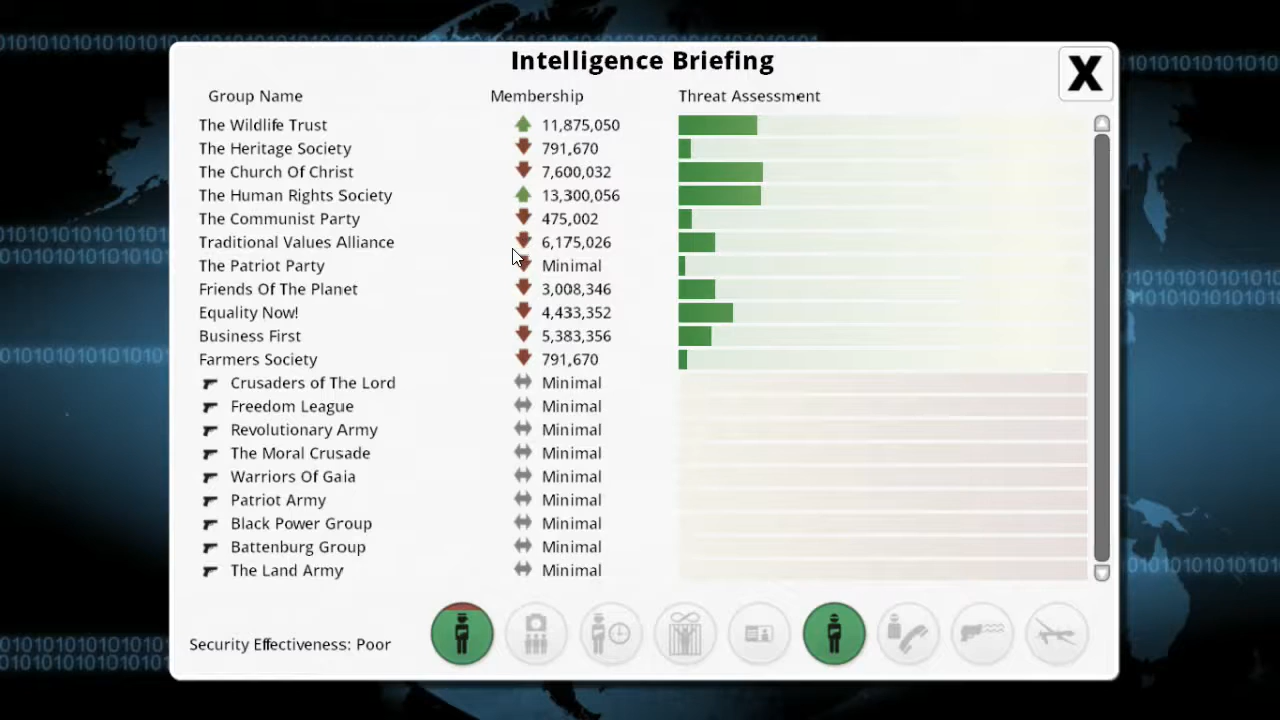 Intelligence Briefing
X
Group Name Membership Threat Assessment
The Wildlife Trust 11,875,050
The Heritage Society 791,670
The Church Of Christ 7,600,032
The Human Rights Society 13,300,056
The Communist Party 475,002
Traditional Values Alliance 6,175,026
The Patriot Party Minimal
Friends Of The Planet 3,008,346
Equality Now! 4,433,352
Business First 5,383,356
Farmers Society 791,670
Crusaders of The Lord Minimal
Freedom League Minimal
Revolutionary Army Minimal
The Moral Crusade Minimal
Warriors Of Gaia Minimal
Patriot Army Minimal
Black Power Group Minimal
Battenburg Group Minimal
The Land Army Minimal
Security Effectiveness: Poor